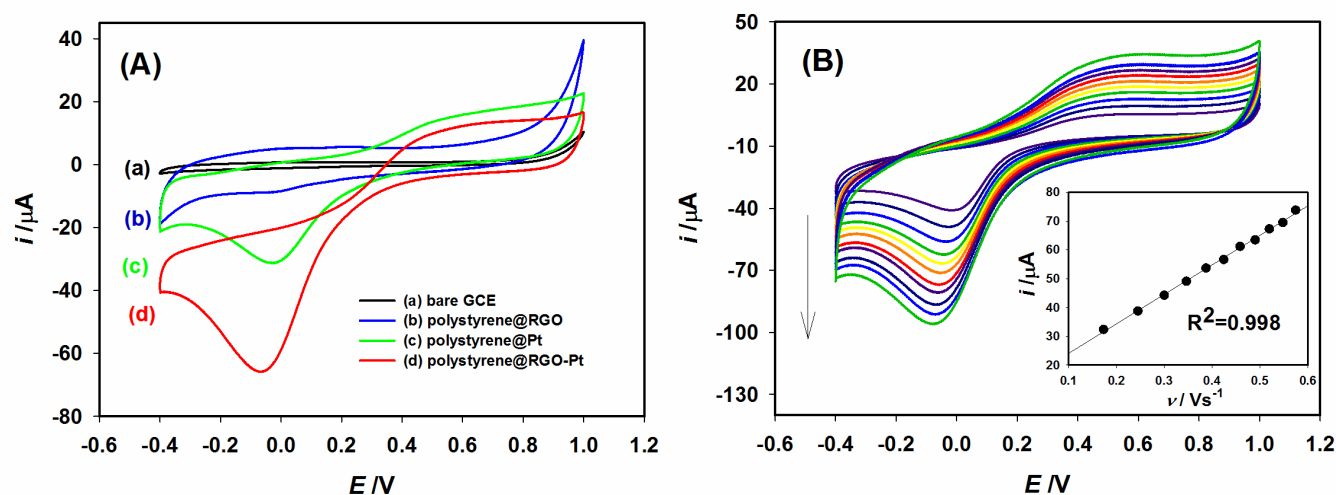 (A)
40
20
0
-20
-40
-60
-80
i /µA
(a)
(b)
(c)
(d)
(a) bare GCE
(b) polystyrene@RGO
(c) polystyrene@Pt
(d) polystyrene@RGO-Pt
-0.6 -0.4 -0.2 0.0 0.2 0.4 0.6 0.8 1.0 1.2
E /V
(B)
50
20
-10
-40
-70
-100
-130
i /µA
80
70
60
50
40
30
20
i /µA
R2=0.998
0.1 0.2 0.3 0.4 0.5 0.6
ν / Vs-1
-0.6 -0.4 -0.2 0.0 0.2 0.4 0.6 0.8 1.0 1.2
E /V